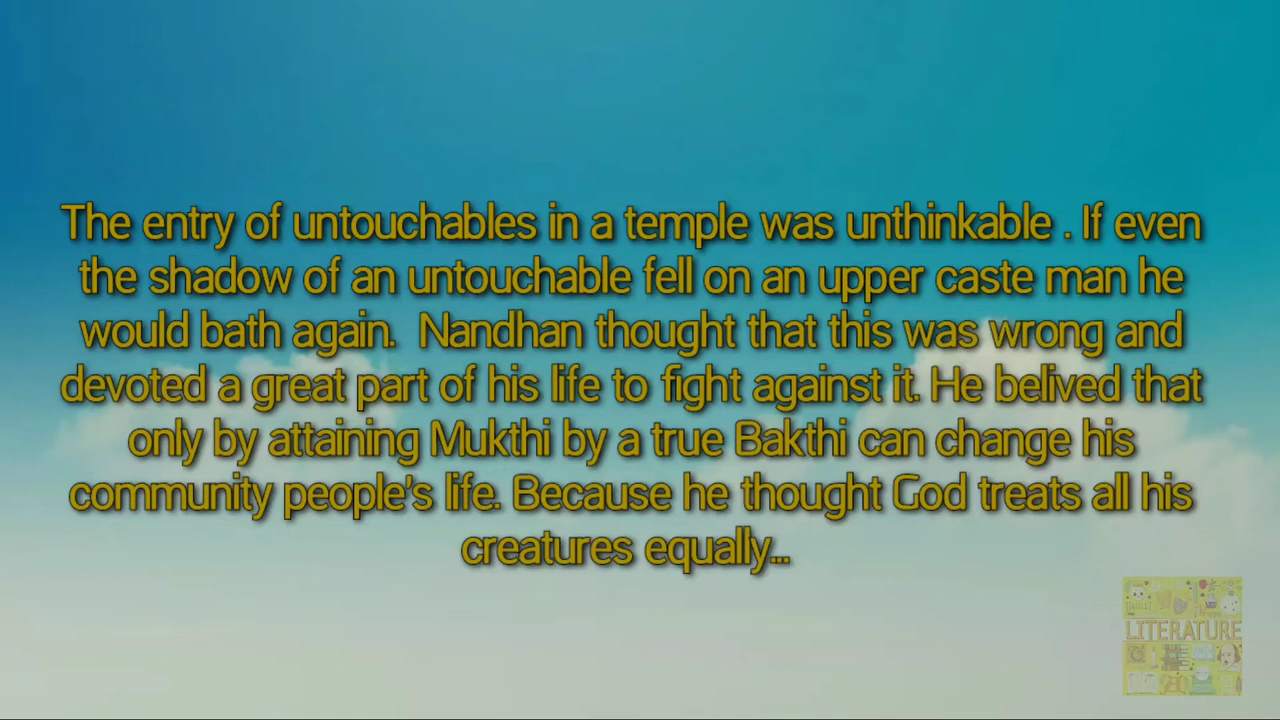 The entry of untouchables in a temple was unthinkable . If even
the shadow of an untouchable fell on an upper caste man he
would bath again.  Nandhan thought that this was wrong and
devoted a great part of his life to fight against it. He belived that
only by attaining Mukthi by a true Bakthi can change his
community people's life. Because he thought God treats all his
creatures equally...
LITERATURE